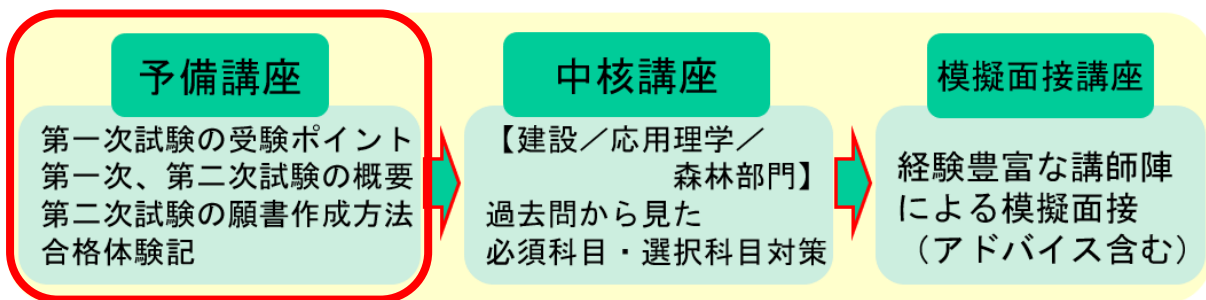 予備講座
第一次試験の受験ポイント
第一次、第二次試験の概要
第二次試験の願書作成方法
合格体験記
中核講座
【建設／応用理学／
森林部門】
過去問から見た
必須科目・選択科目対策
模擬面接講座
経験豊富な講師陣
による模擬面接
（アドバイス含む）